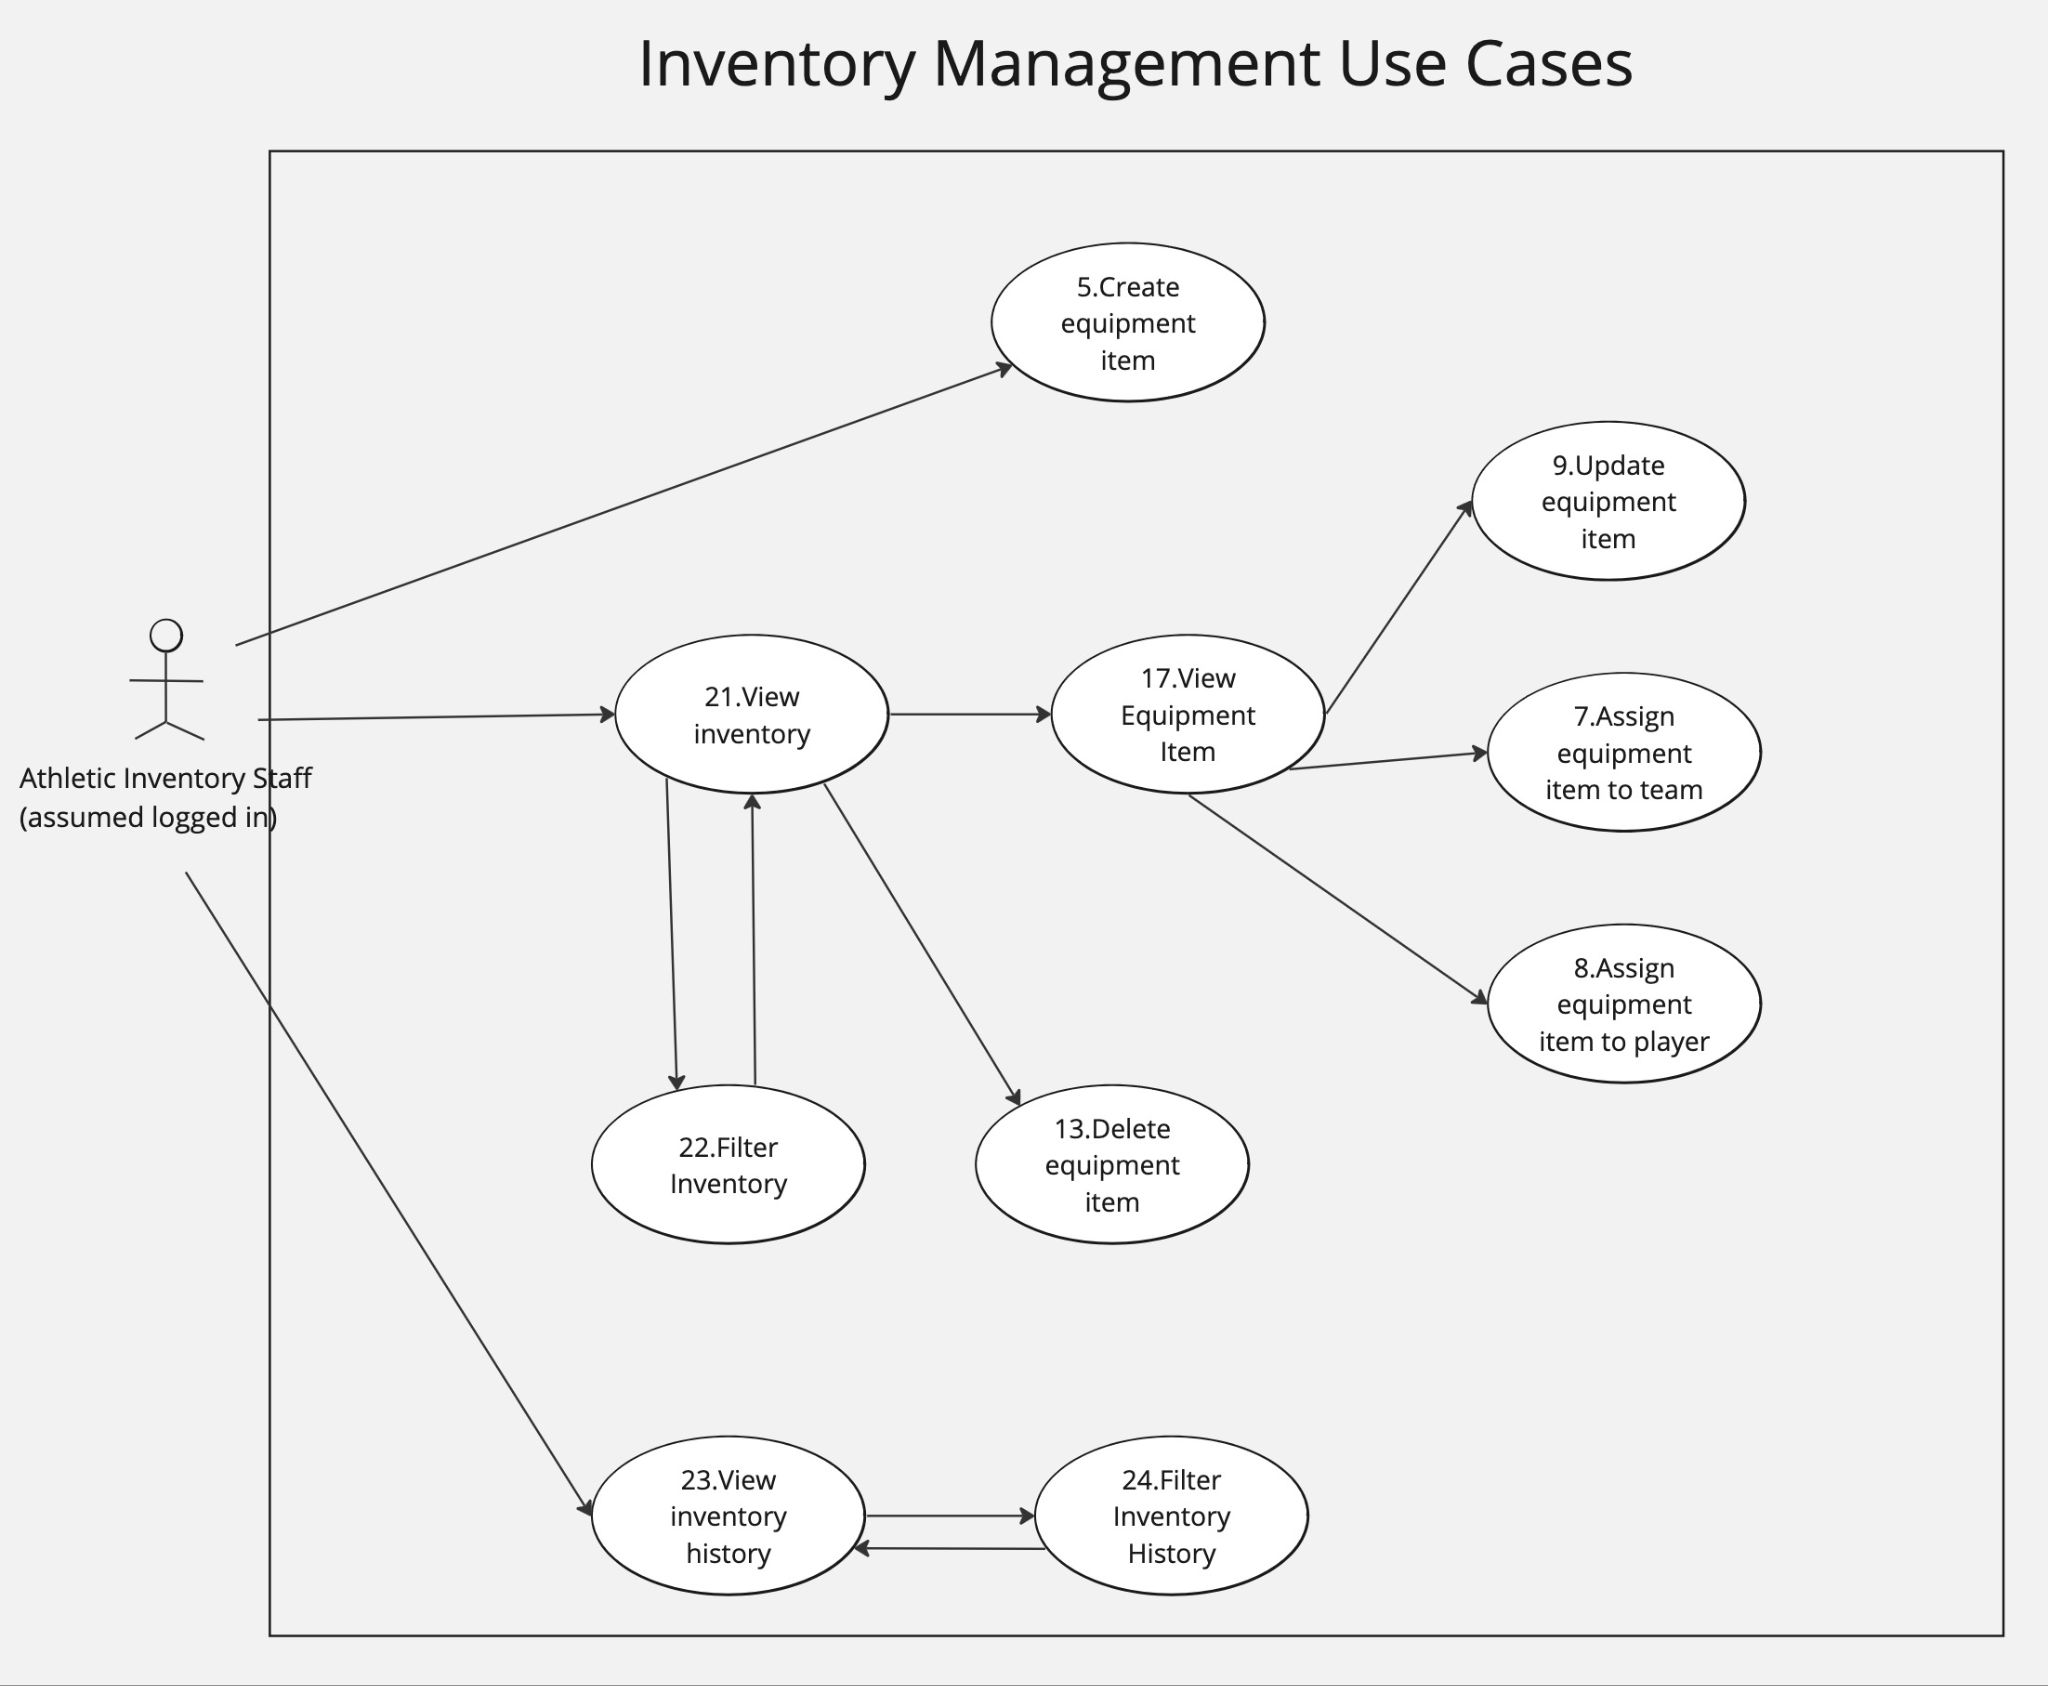 Inventory Management Use Cases
5.Create
equipment
item
9.Update
equipment
item
Athletic Inventory Staff
(assumed logged in)
21.View
inventory
17.View
Equipment
Item
7.Assign
equipment
item to team
8.Assign
equipment
item to player
22.Filter
Inventory
13.Delete
equipment
item
23.View
inventory
history
24.Filter
Inventory
History